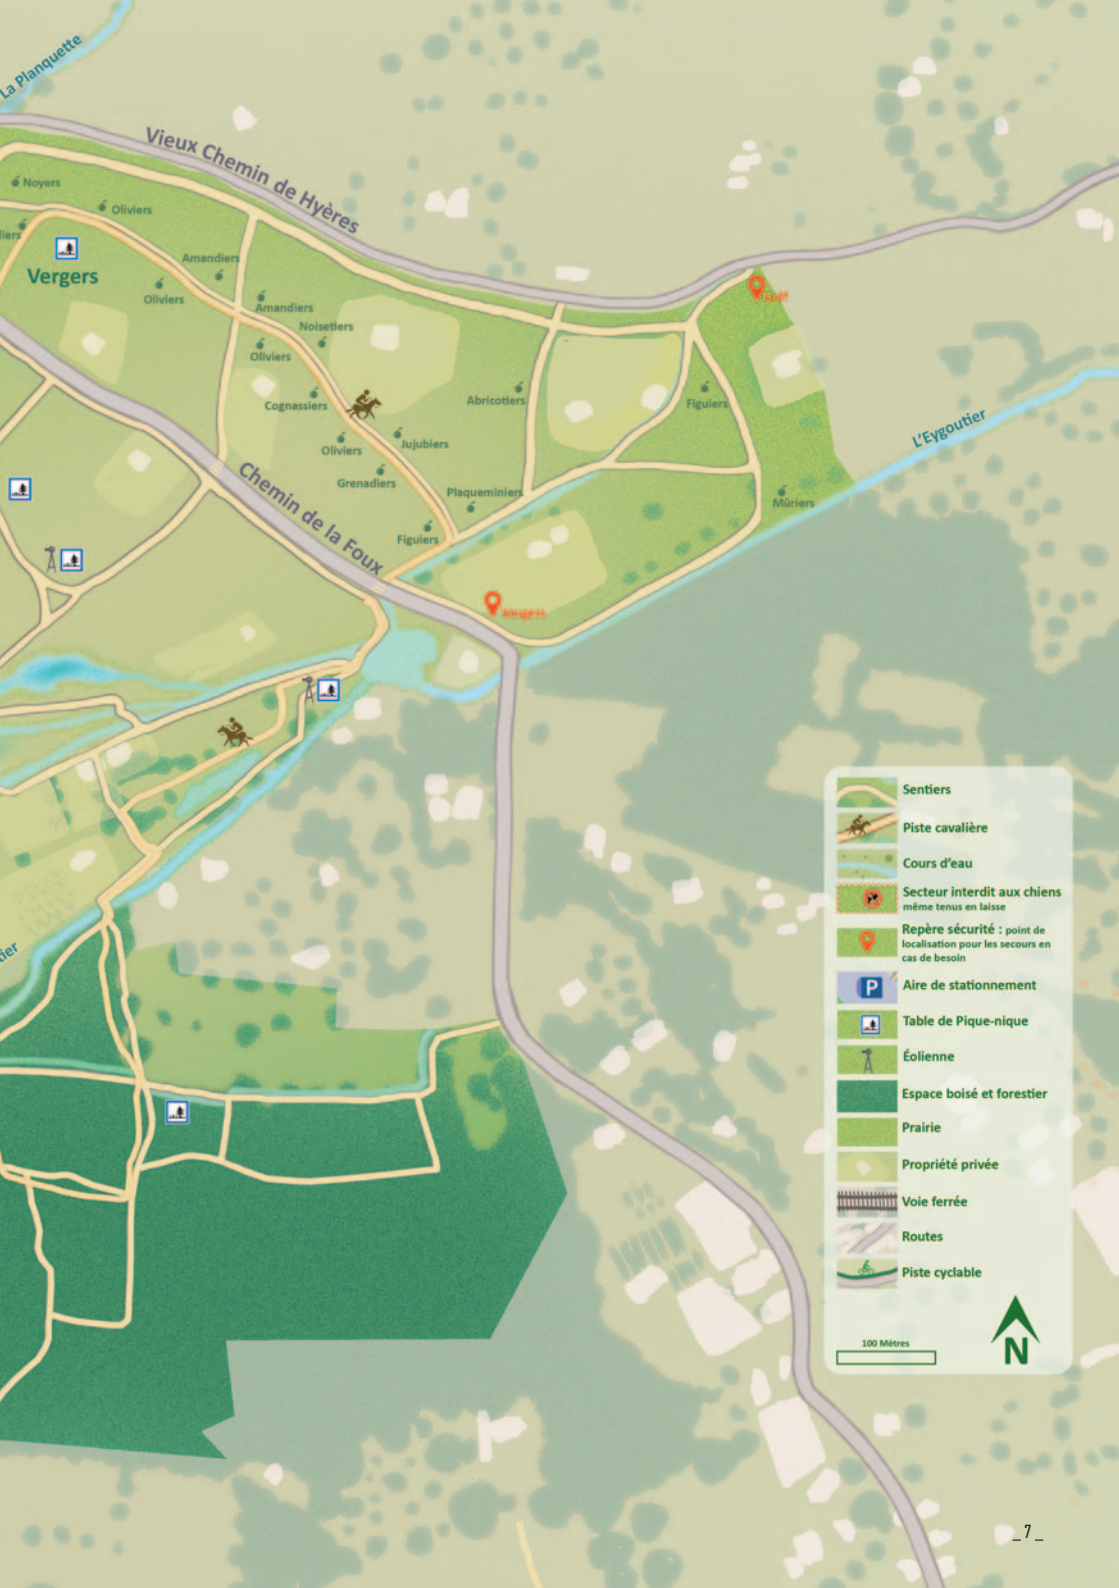 La Planquette
Vieux Chemin de Hyères
Noyers
Oliviers
liers
Vergers
Amandiers
Oliviers
Amandiers
Noisetiers
Oliviers
Cognassiers
Abricotiers
Figuiers
L'Eygoutier
Oliviers
Jujubiers
Grenadiers
Plaqueminiers
Mûriers
Figuiers
Chemin de la Foux
tier
Sentiers
Piste cavalière
Cours d'eau
Secteur interdit aux chiens
même tenus en laisse
Repère sécurité : point de
localisation pour les secours en
cas de besoin
P
Aire de stationnement
Table de Pique-nique
Éolienne
Espace boisé et forestier
Prairie
Propriété privée
Voie ferrée
Routes
Piste cyclable
100 Mètres
N
_7_